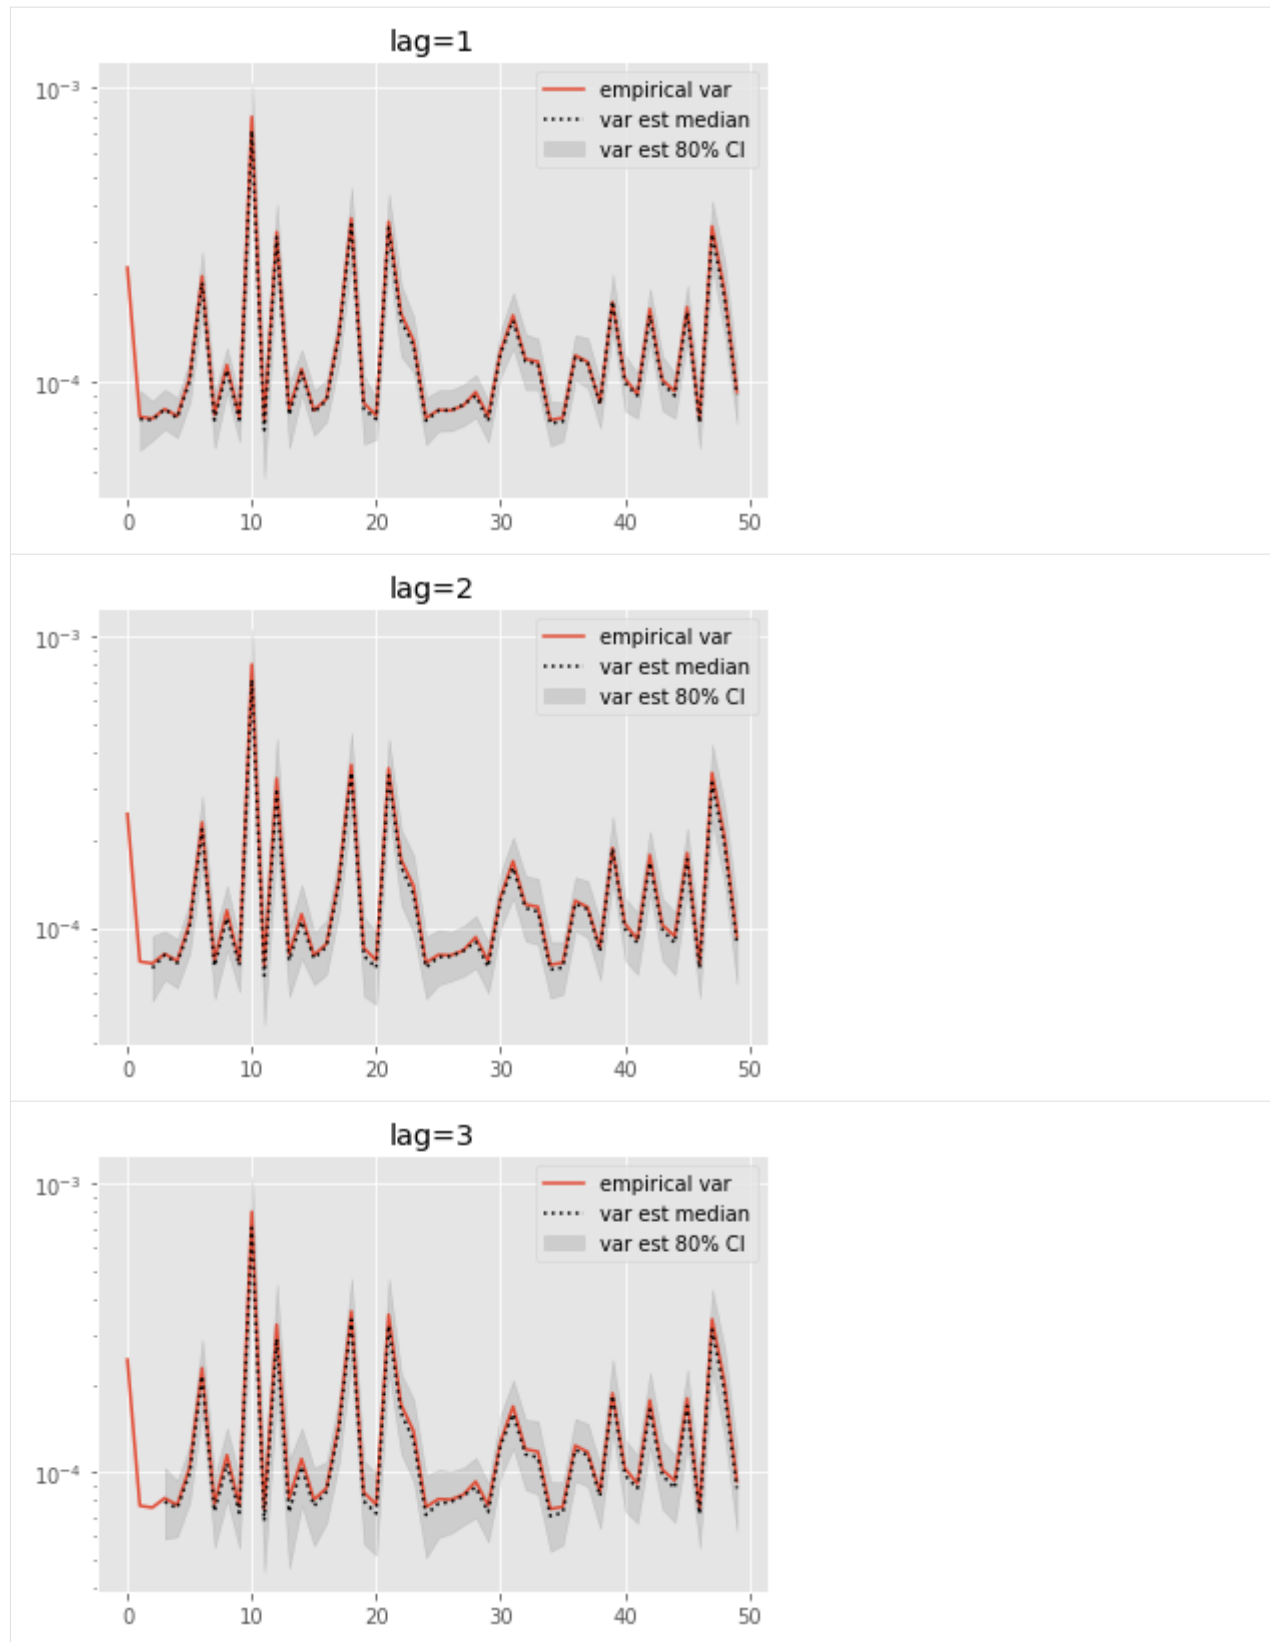 lag=1
10⁻³
10⁻⁴
empirical var
var est median
var est 80% CI
0 10 20 30 40 50
lag=2
10⁻³
10⁻⁴
empirical var
var est median
var est 80% CI
0 10 20 30 40 50
lag=3
10⁻³
10⁻⁴
empirical var
var est median
var est 80% CI
0 10 20 30 40 50